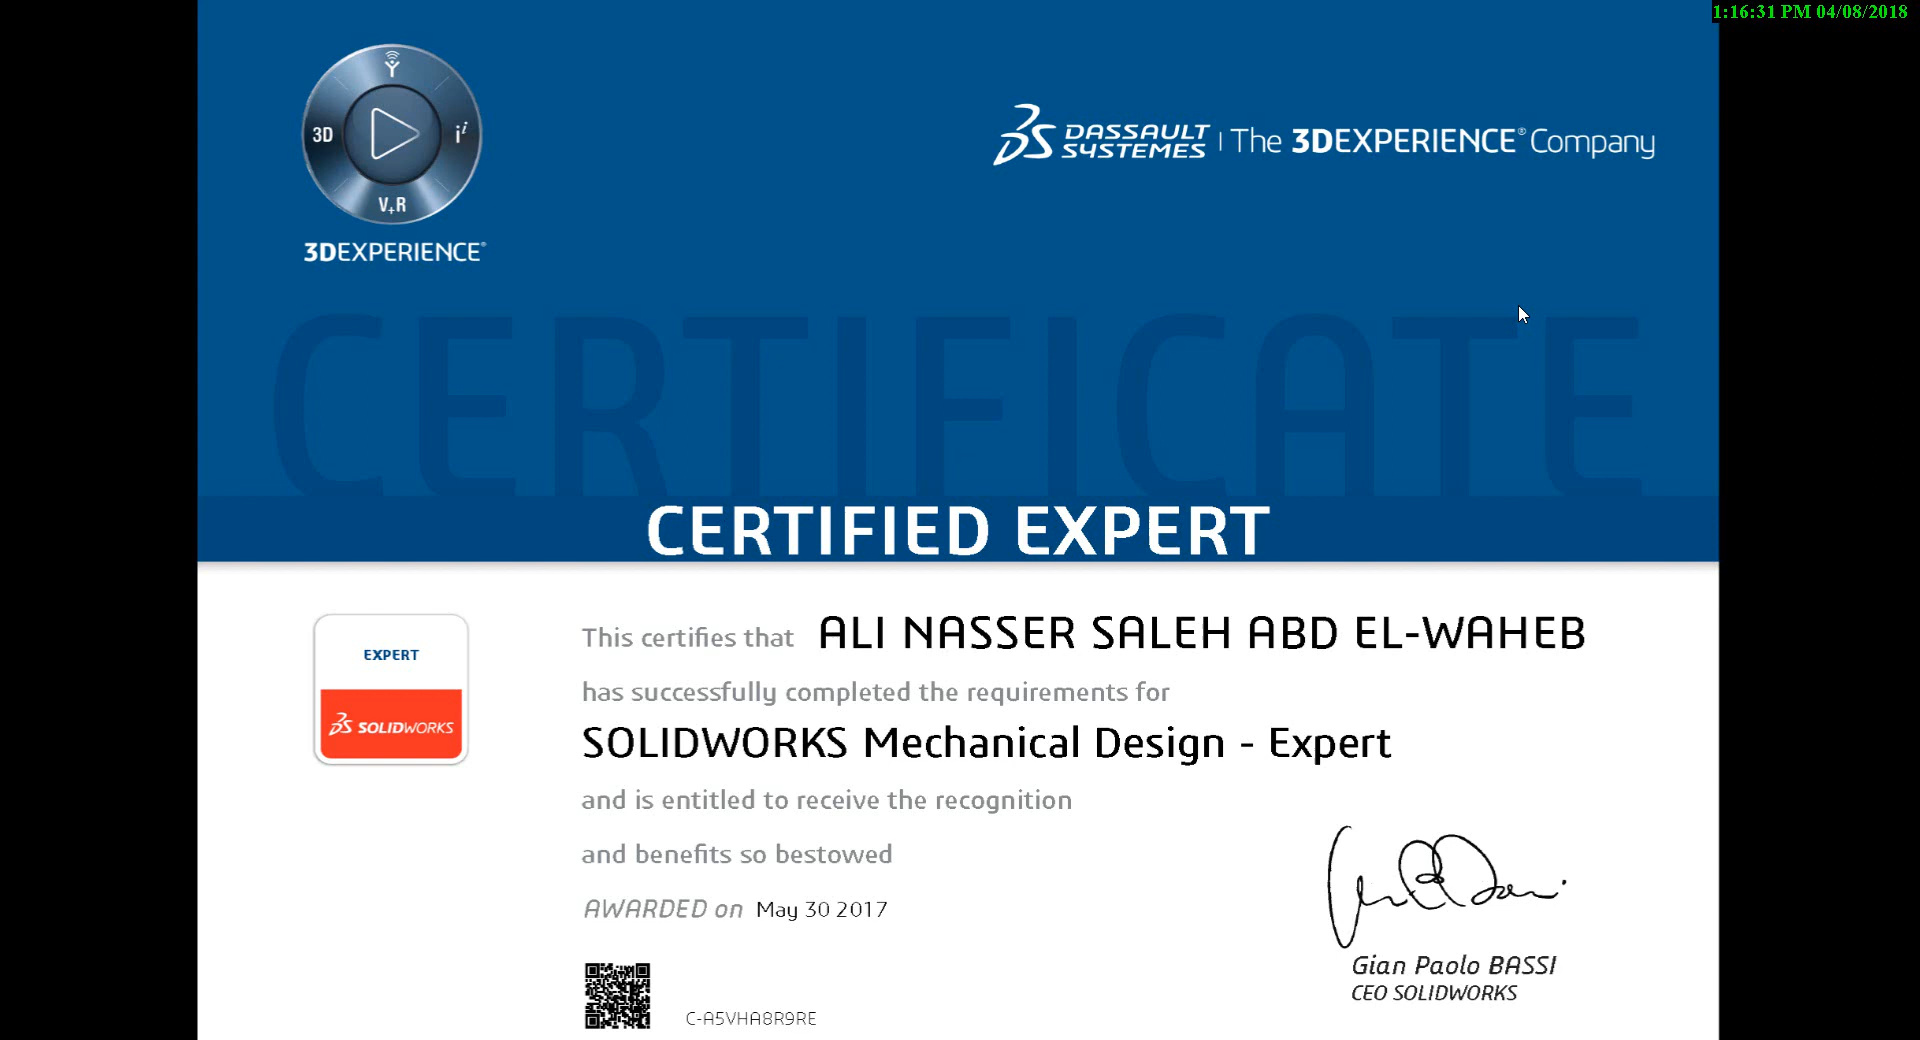 1:16:31 PM 04/08/2018
3D
i i
V+R
3DEXPERIENCE®
DASSAULT SYSTEMES | The 3DEXPERIENCE® Company
CERTIFICATE
CERTIFIED EXPERT
EXPERT
SOLIDWORKS
This certifies that ALI NASSER SALEH ABD EL-WAHEB
has successfully completed the requirements for
SOLIDWORKS Mechanical Design - Expert
and is entitled to receive the recognition
and benefits so bestowed
AWARDED on May 30 2017
Gian Paolo BASSI
CEO SOLIDWORKS
C-A5VHA8R9RE